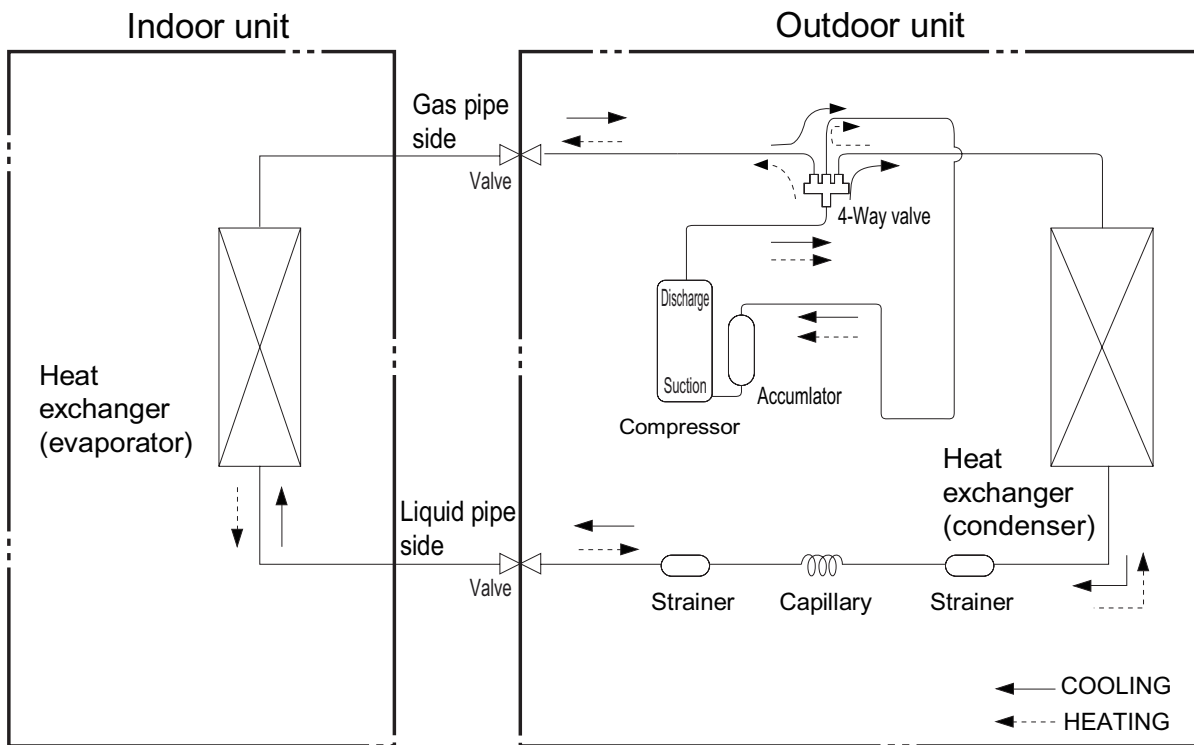 Indoor unit
Outdoor unit
Gas pipe
side
Valve
4-Way valve
Discharge
Suction
Accumlator
Compressor
Heat
exchanger
(evaporator)
Heat
exchanger
(condenser)
Liquid pipe
side
Valve
Strainer
Capillary
Strainer
COOLING
HEATING